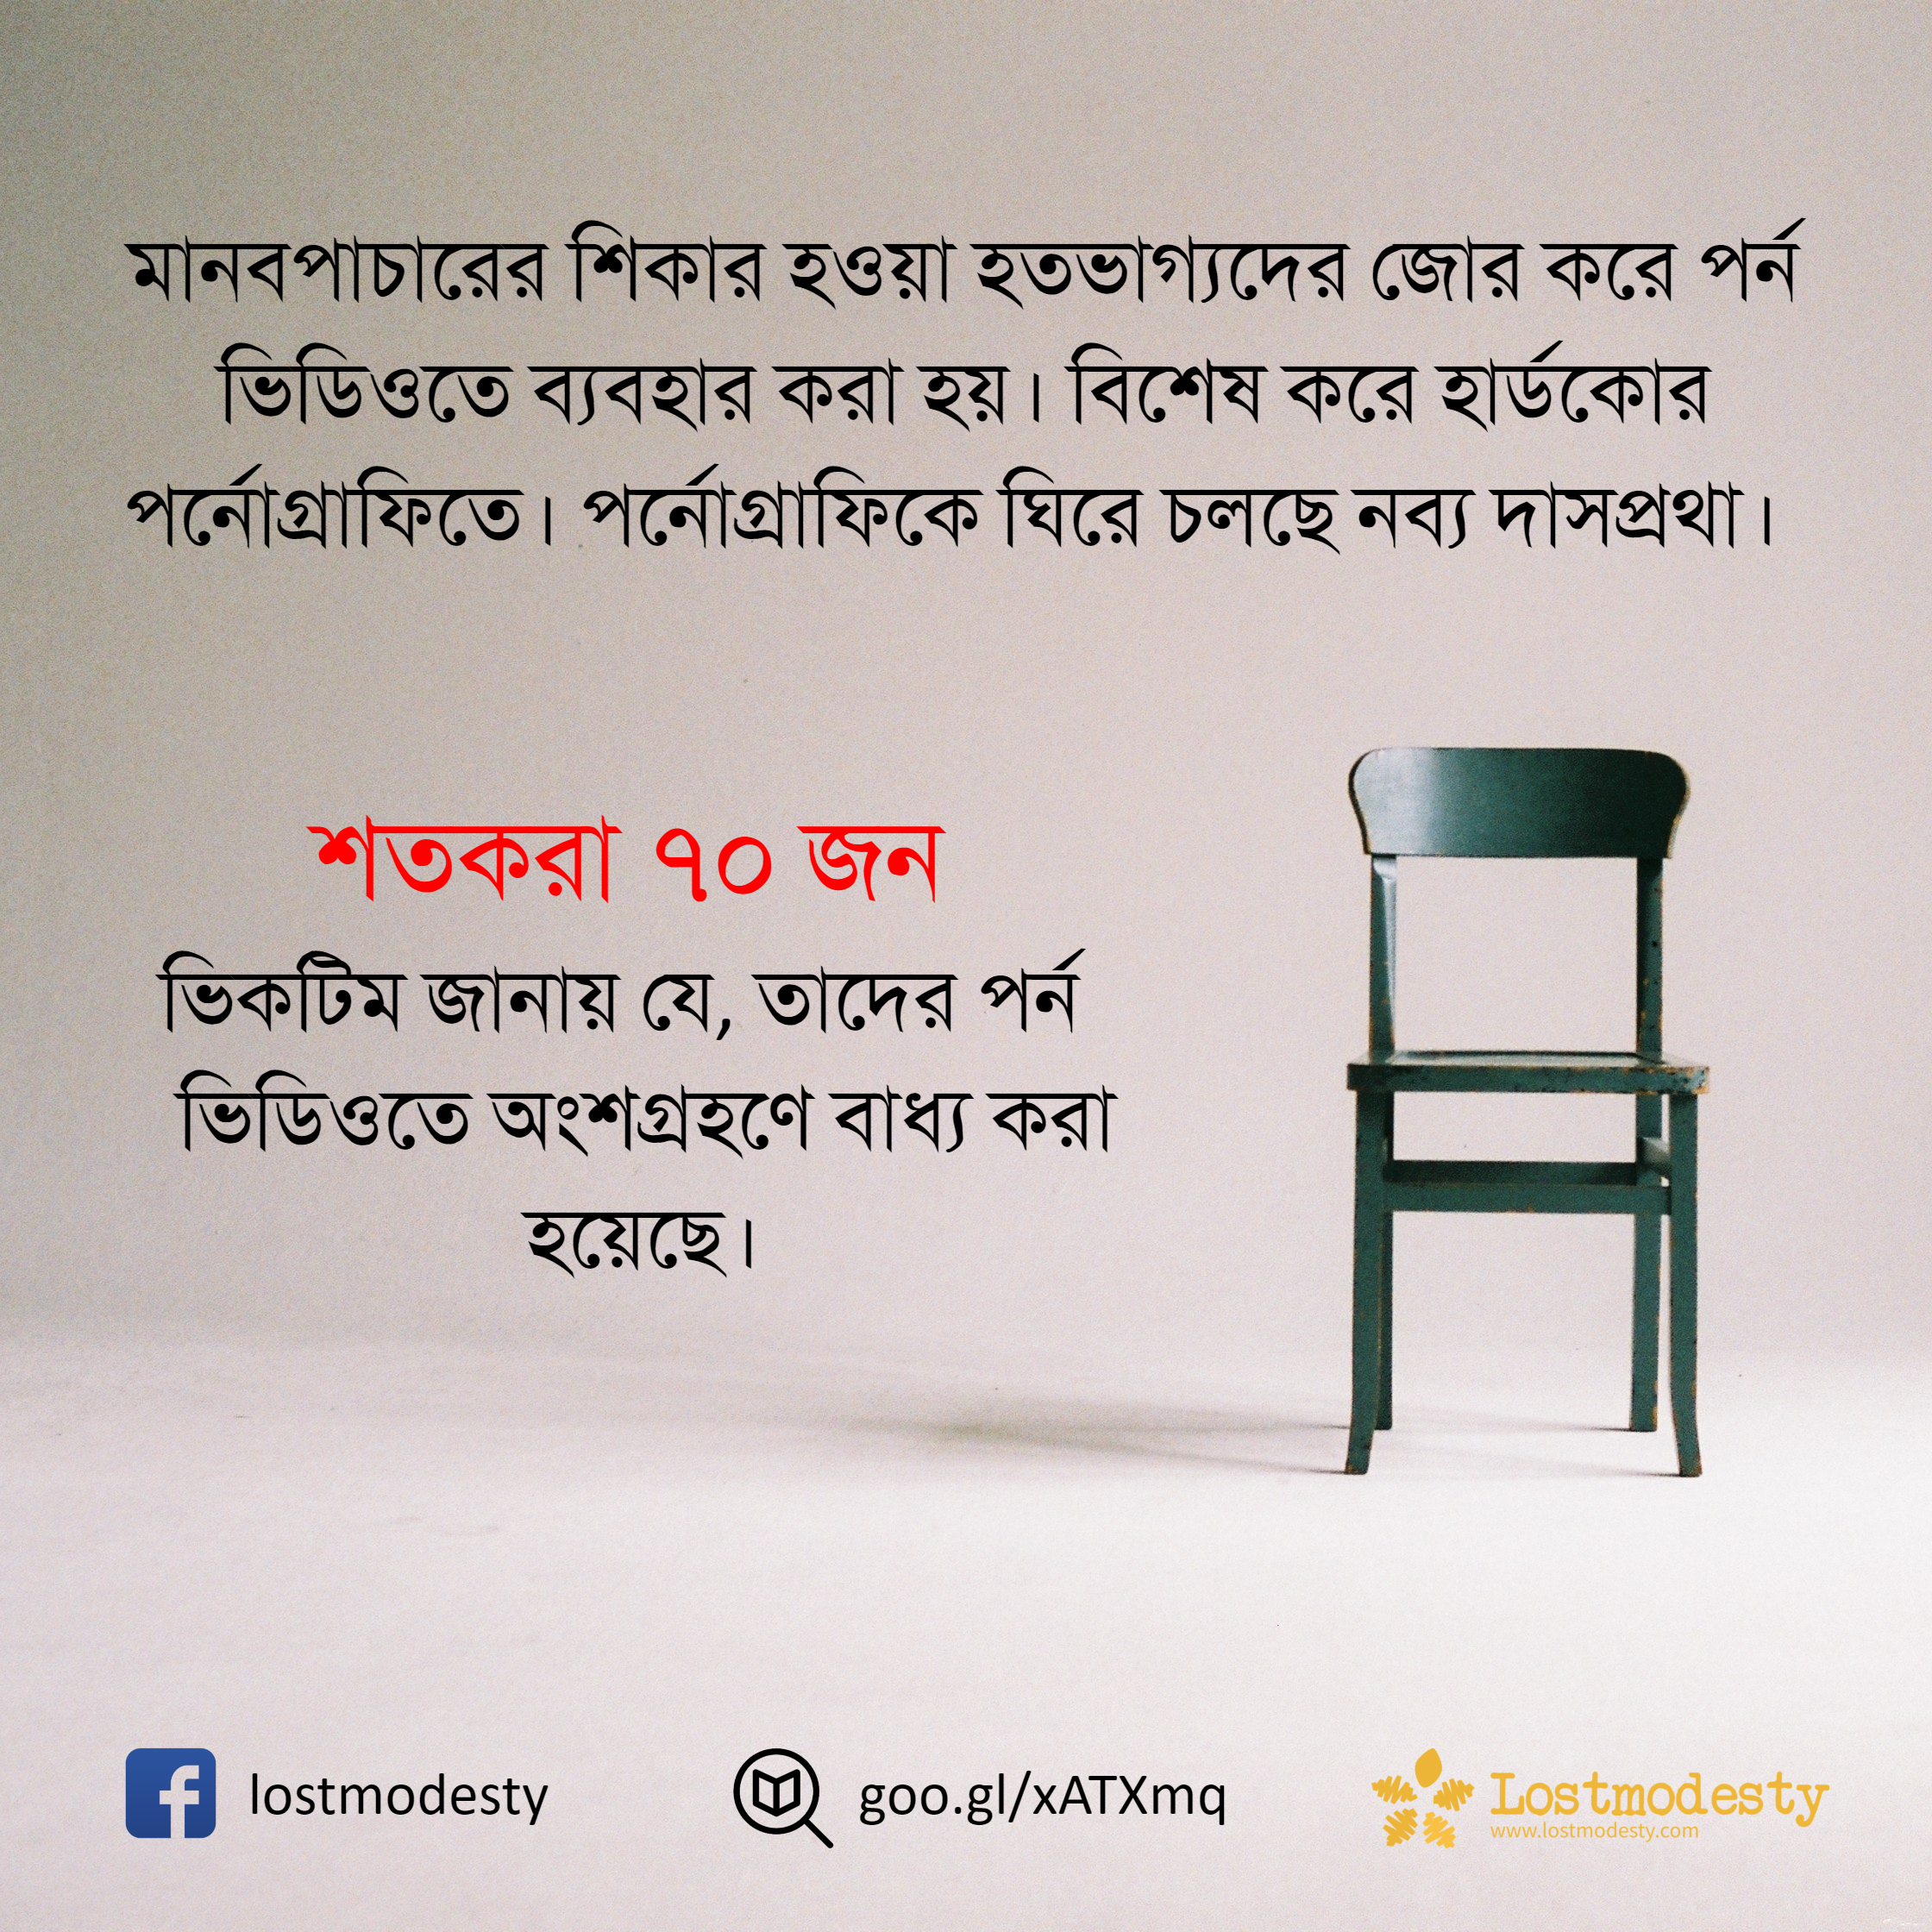 মানবপাচারের শিকার হওয়া হতভাগ্যদের জোর করে পর্ন
ভিডিওতে ব্যবহার করা হয়। বিশেষ করে হার্ডকোর
পর্নোগ্রাফিতে। পর্নোগ্রাফিকে ঘিরে চলছে নব্য দাসপ্রথা।
শতকরা ৭০ জন
ভিকটিম জানায় যে, তাদের পর্ন
ভিডিওতে অংশগ্রহণে বাধ্য করা
হয়েছে।
lostmodesty
goo.gl/xATXmq
Lostmodesty
www.lostmodesty.com